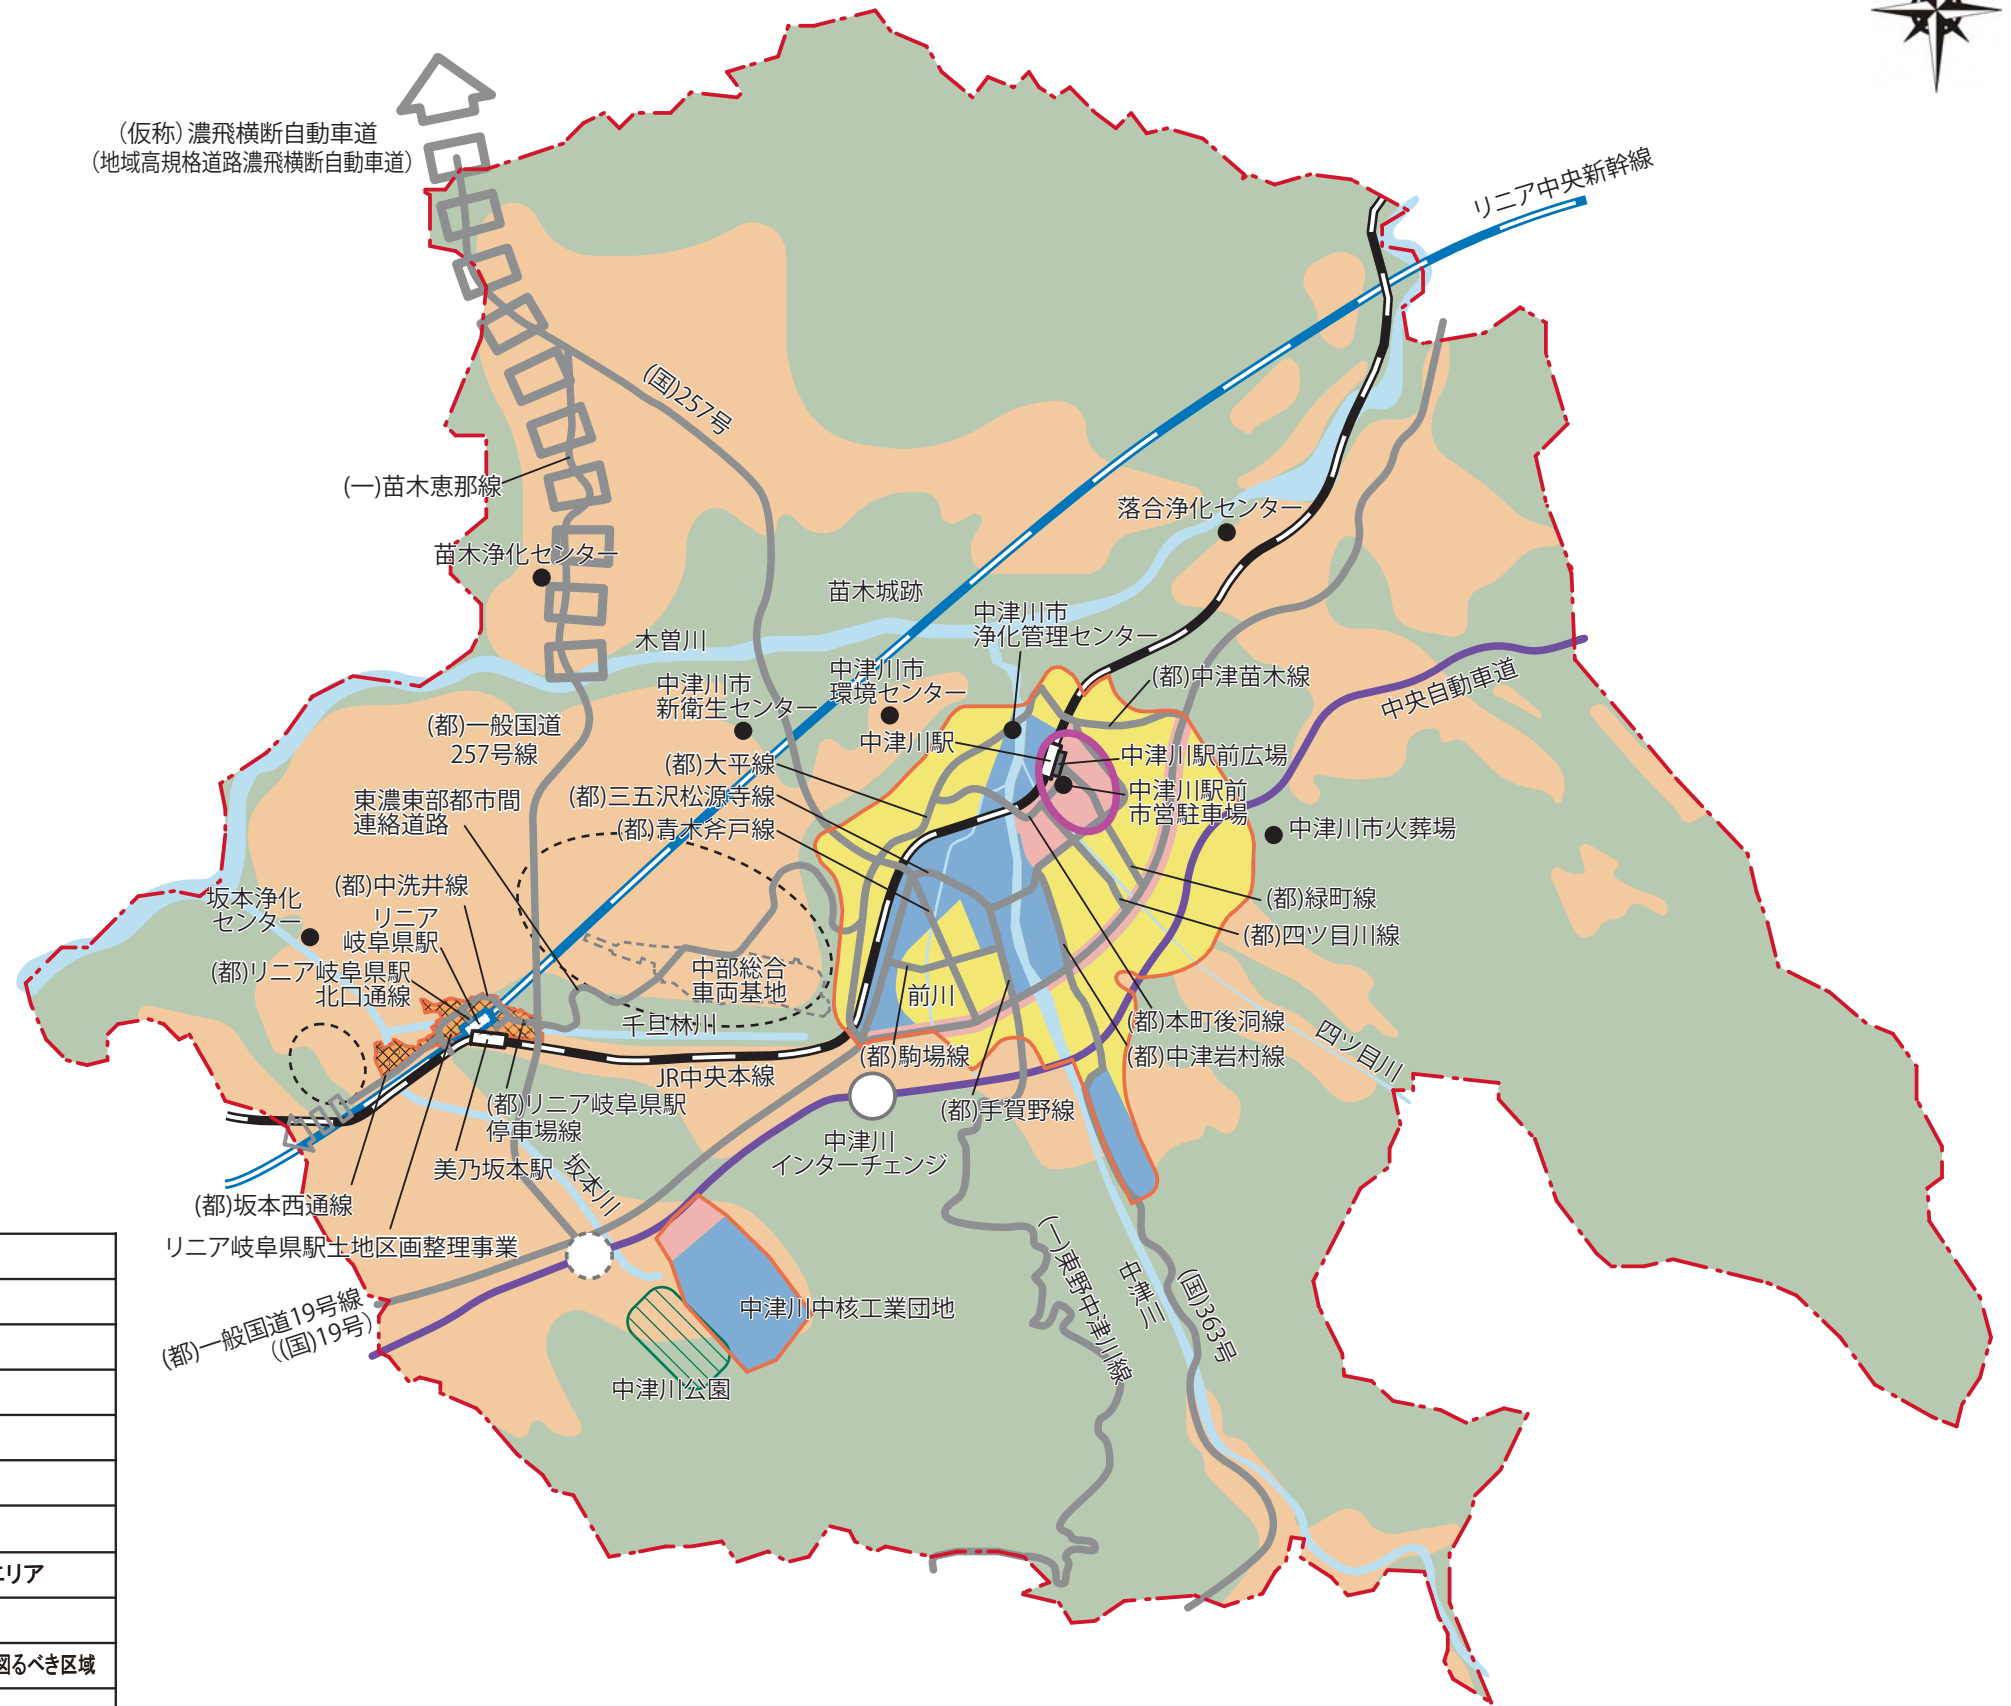 (仮称)濃飛横断自動車道
(地域高規格道路濃飛横断自動車道)
リニア中央新幹線
(国)257号
(一)苗木恵那線
落合浄化センター
苗木浄化センター
苗木城跡
中津川市
浄化管理センター
木曽川
中津川市
環境センター
(都)中津苗木線
中央自動車道
中津川市
新衛生センター
(都)一般国道
257号線
中津川駅
中津川駅前広場
(都)大平線
中津川駅前
市営駐車場
(都)三五沢松源寺線
東濃東部都市間
連絡道路
(都)青木斧戸線
中津川市火葬場
坂本浄化
センター
(都)中洗井線
(都)緑町線
リニア
岐阜県駅
(都)四ツ目川線
(都)リニア岐阜県駅
北口通線
中部総合
車両基地
前川
千旦林川
(都)本町後洞線
四ツ目川
(都)駒場線
(都)中津岩村線
JR中央本線
(都)リニア岐阜県駅
停車場線
(都)手賀野線
中津川
インターチェンジ
美乃坂本駅
坂本川
(都)坂本西通線
リニア岐阜県駅土地区画整理事業
(一)東野中津川線
中津川
(国)363号
中津川中核工業団地
(都)一般国道19号線
((国)19号)
中津川公園
エリア
図るべき区域